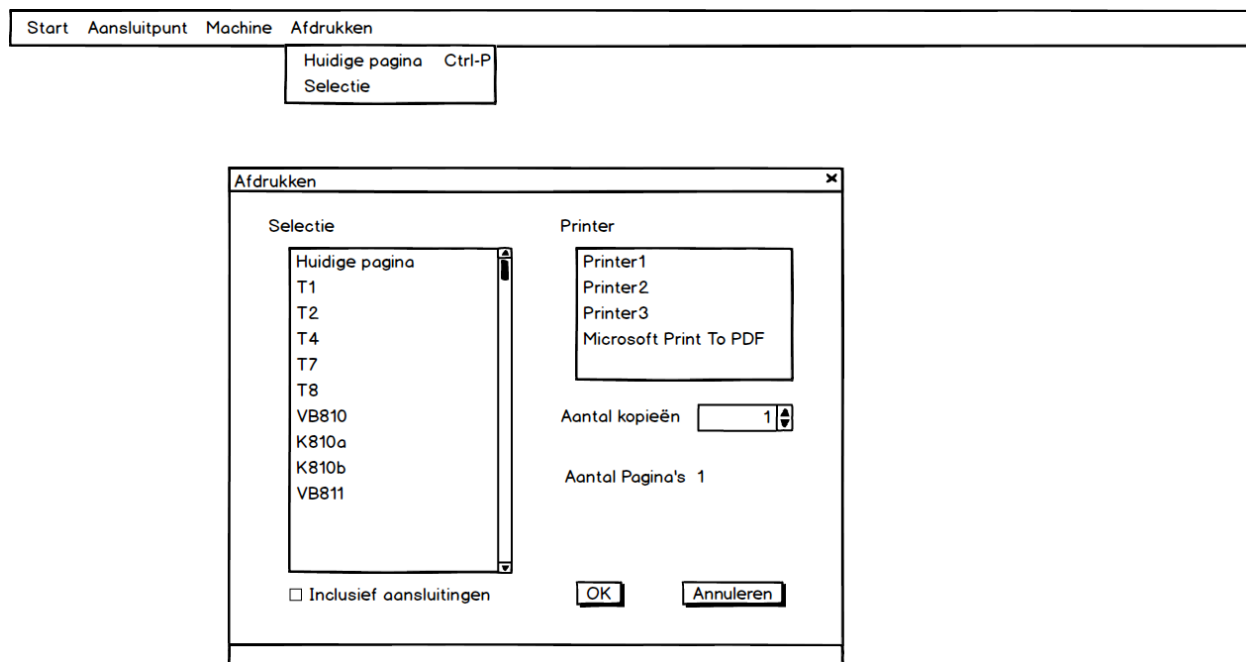 Start Aansluitpunt Machine Afdrukken
Huidige pagina Ctrl-P
Selectie
Afdrukken
Selectie
Huidige pagina
T1
T2
T4
T7
T8
VB810
K810a
K810b
VB811
Inclusief aansluitingen
Printer
Printer1
Printer2
Printer3
Microsoft Print To PDF
Aantal kopieën 1
Aantal Pagina's 1
OK Annuleren